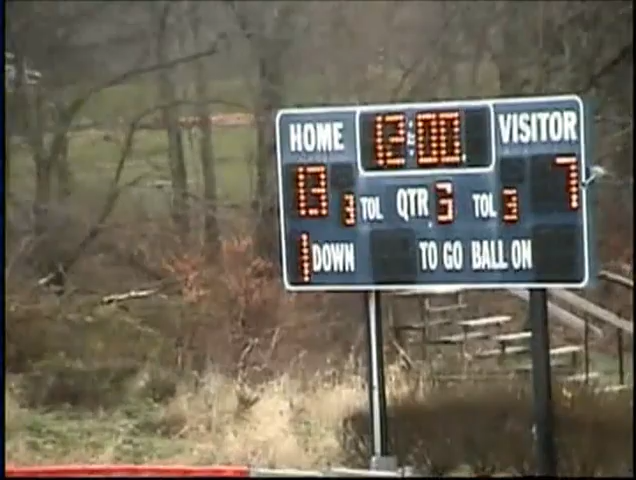 HOME 12:00 VISITOR
13 3 TOL QTR 3 TOL 3 7
1 DOWN TO GO BALL ON